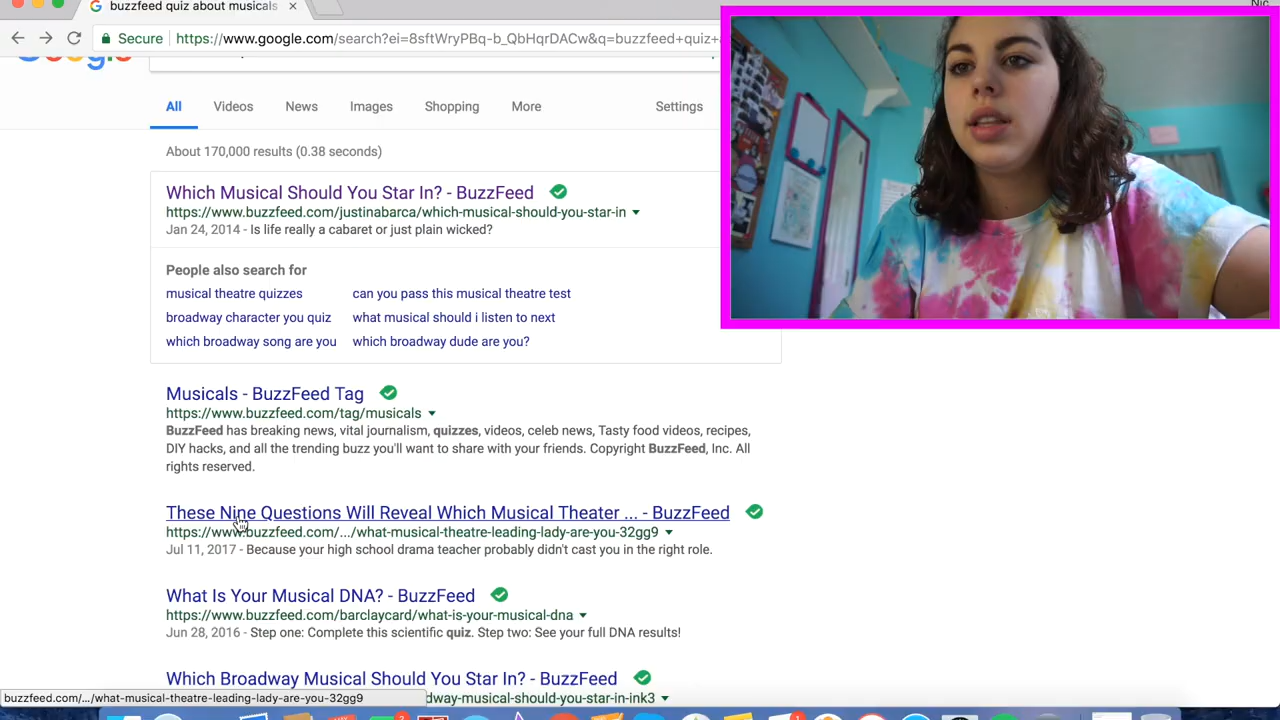 buzzfeed quiz about musicals
Nic
Secure https://www.google.com/search?ei=8sftWryPBq-b_QbHqrDACw&q=buzzfeed+quiz+
Google
All Videos News Images Shopping More Settings
About 170,000 results (0.38 seconds)
Which Musical Should You Star In? - BuzzFeed
https://www.buzzfeed.com/justinabarca/which-musical-should-you-star-in
Jan 24, 2014 - Is life really a cabaret or just plain wicked?
People also search for
musical theatre quizzes can you pass this musical theatre test
broadway character you quiz what musical should i listen to next
which broadway song are you which broadway dude are you?
Musicals - BuzzFeed Tag
https://www.buzzfeed.com/tag/musicals
BuzzFeed has breaking news, vital journalism, quizzes, videos, celeb news, Tasty food videos, recipes,
DIY hacks, and all the trending buzz you'll want to share with your friends. Copyright BuzzFeed, Inc. All
rights reserved.
These Nine Questions Will Reveal Which Musical Theater ... - BuzzFeed
https://www.buzzfeed.com/.../what-musical-theatre-leading-lady-are-you-32gg9
Jul 11, 2017 - Because your high school drama teacher probably didn't cast you in the right role.
What Is Your Musical DNA? - BuzzFeed
https://www.buzzfeed.com/barclaycard/what-is-your-musical-dna
Jun 28, 2016 - Step one: Complete this scientific quiz. Step two: See your full DNA results!
Which Broadway Musical Should You Star In? - BuzzFeed
buzzfeed.com/.../what-musical-theatre-leading-lady-are-you-32gg9 dway-musical-should-you-star-in-ink3